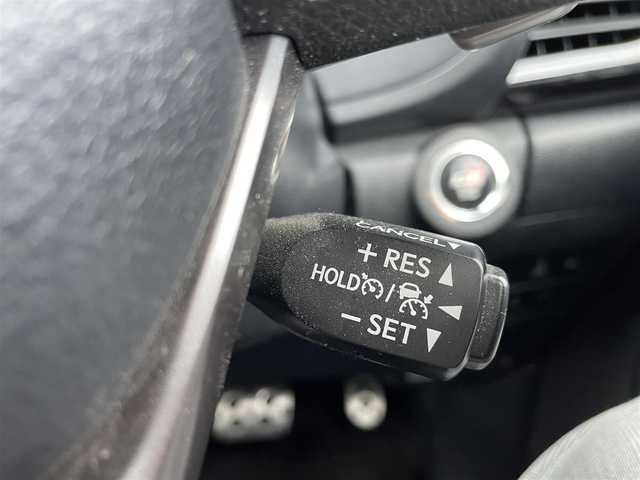 CANCEL▼
+ RES ▲
HOLD /
− SET ▼